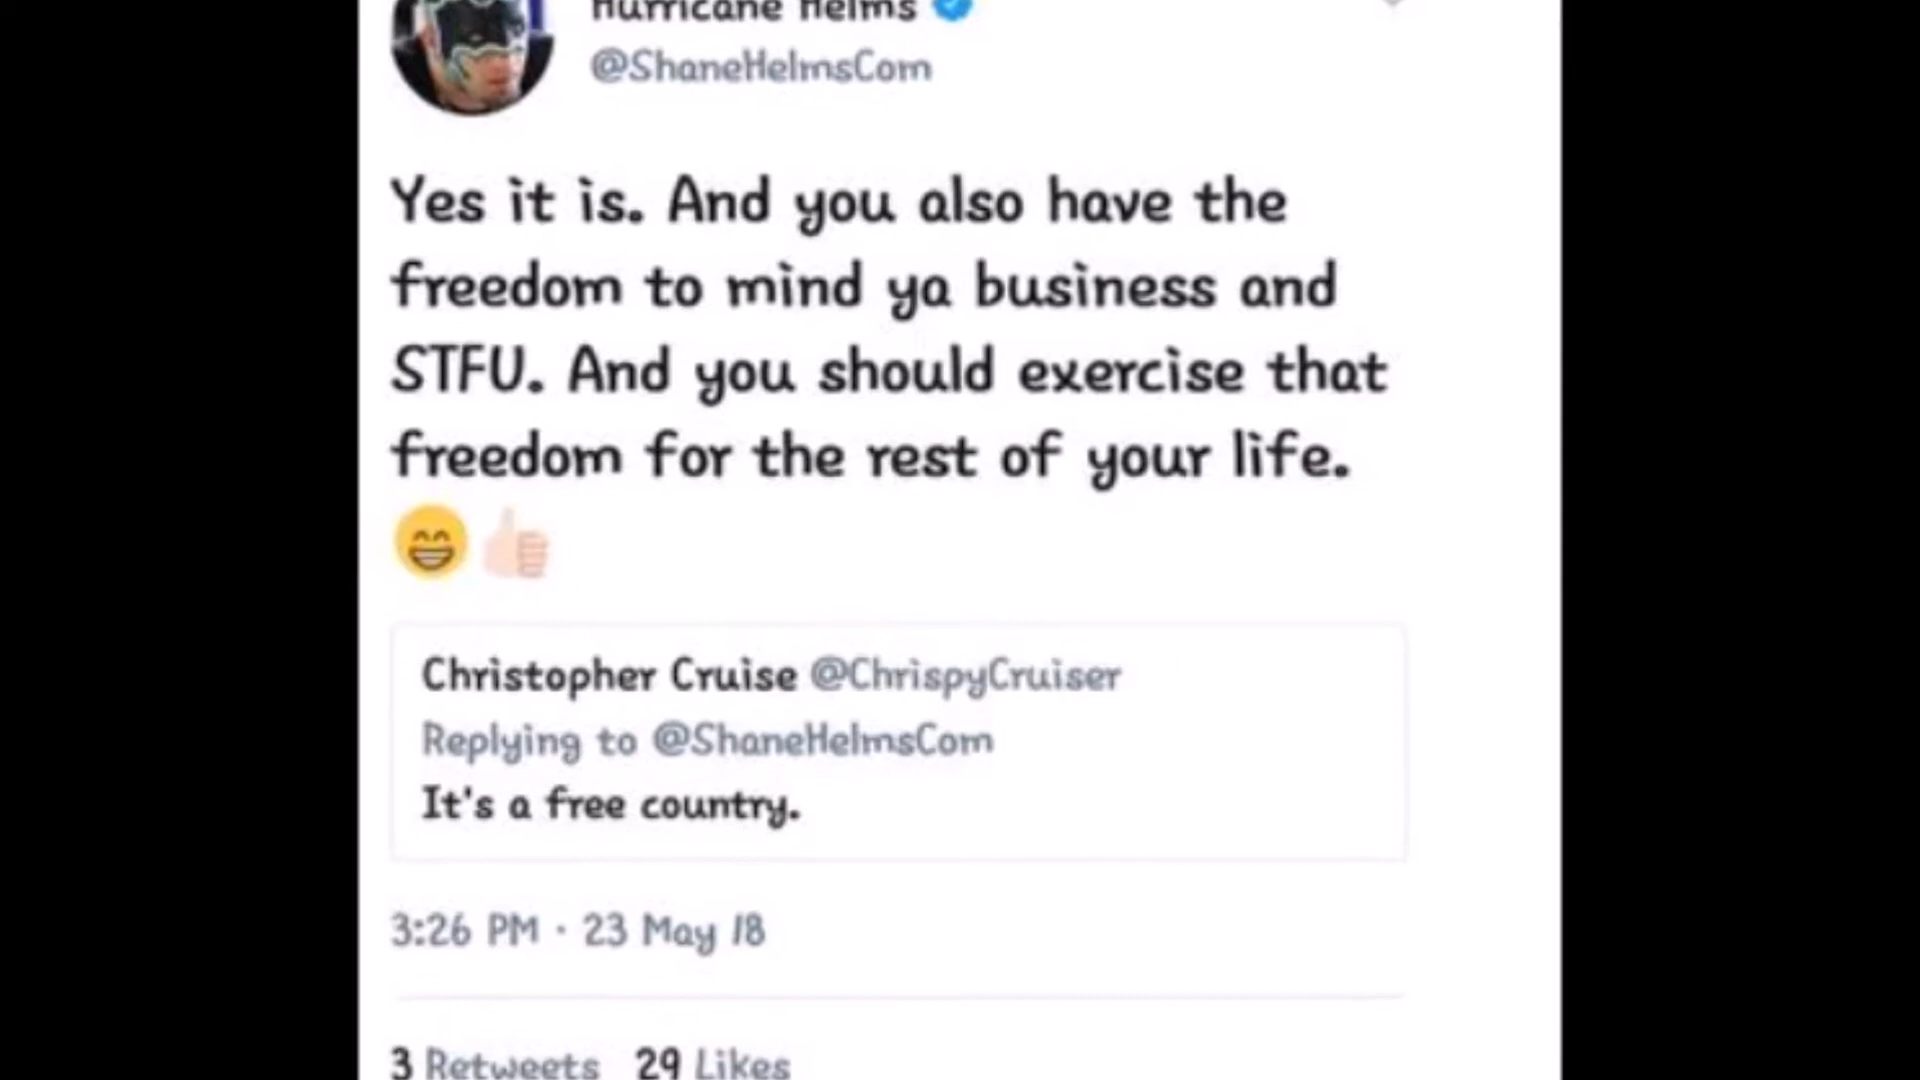 Hurricane Helms
@ShaneHelmsCom
Yes it is. And you also have the
freedom to mind ya business and
STFU. And you should exercise that
freedom for the rest of your life.
😁👍🏻
Christopher Cruise @ChrispyCruiser
Replying to @ShaneHelmsCom
It's a free country.
3:26 PM · 23 May 18
3 Retweets 29 Likes